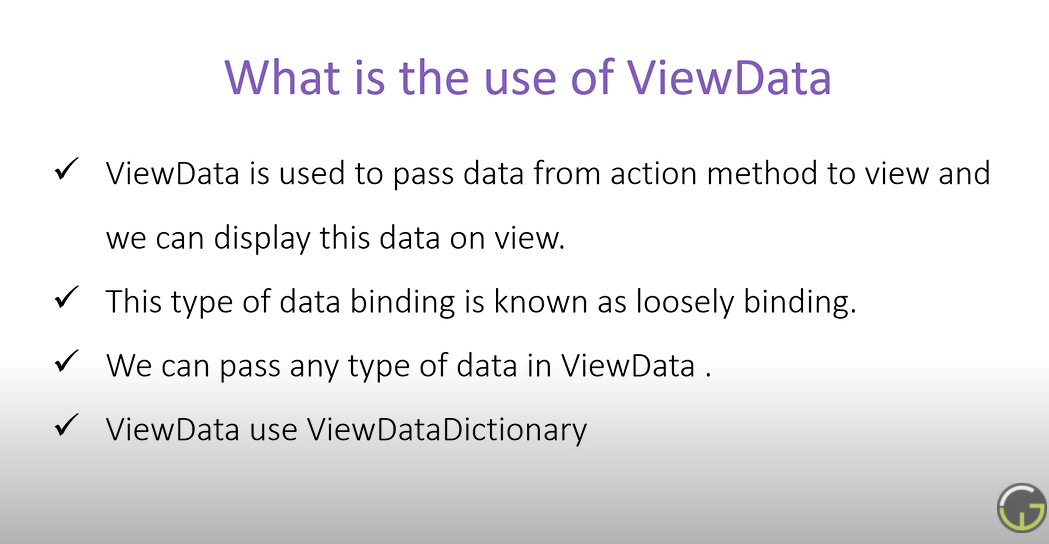 What is the use of ViewData
✓ ViewData is used to pass data from action method to view and
we can display this data on view.
✓ This type of data binding is known as loosely binding.
✓ We can pass any type of data in ViewData .
✓ ViewData use ViewDataDictionary